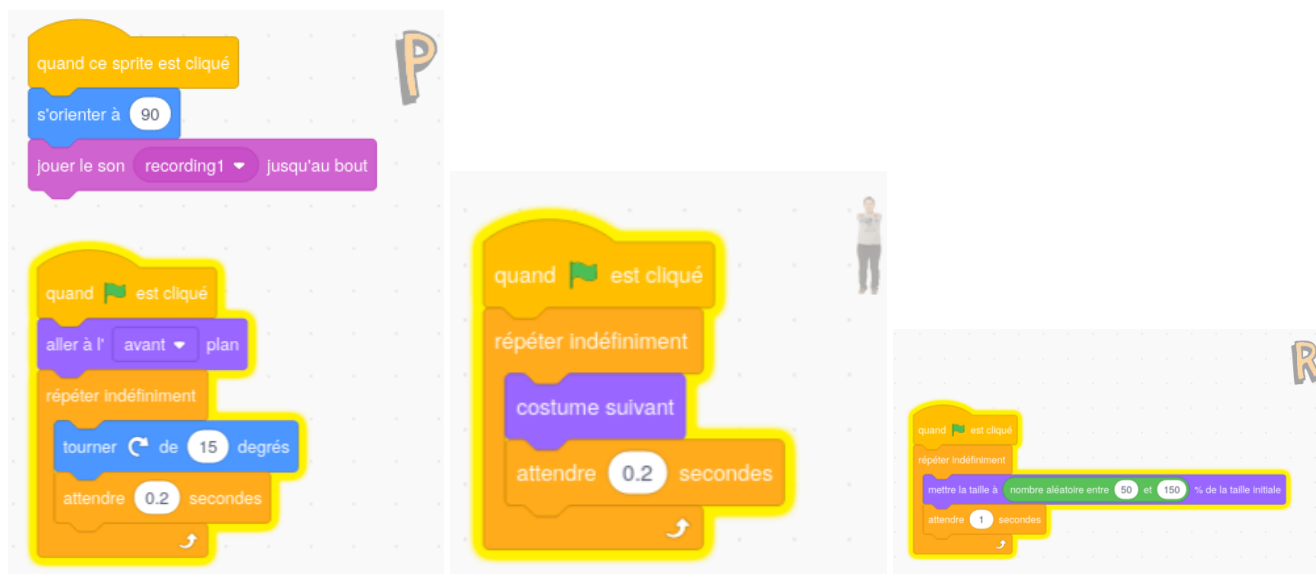 quand ce sprite est cliqué
s'orienter à 90
jouer le son recording1 jusqu'au bout
quand est cliqué
aller à l' avant plan
répéter indéfiniment
tourner de 15 degrés
attendre 0.2 secondes
P
quand est cliqué
répéter indéfiniment
costume suivant
attendre 0.2 secondes
R
quand est cliqué
répéter indéfiniment
mettre la taille à nombre aléatoire entre 50 et 150 % de la taille initiale
attendre 1 secondes